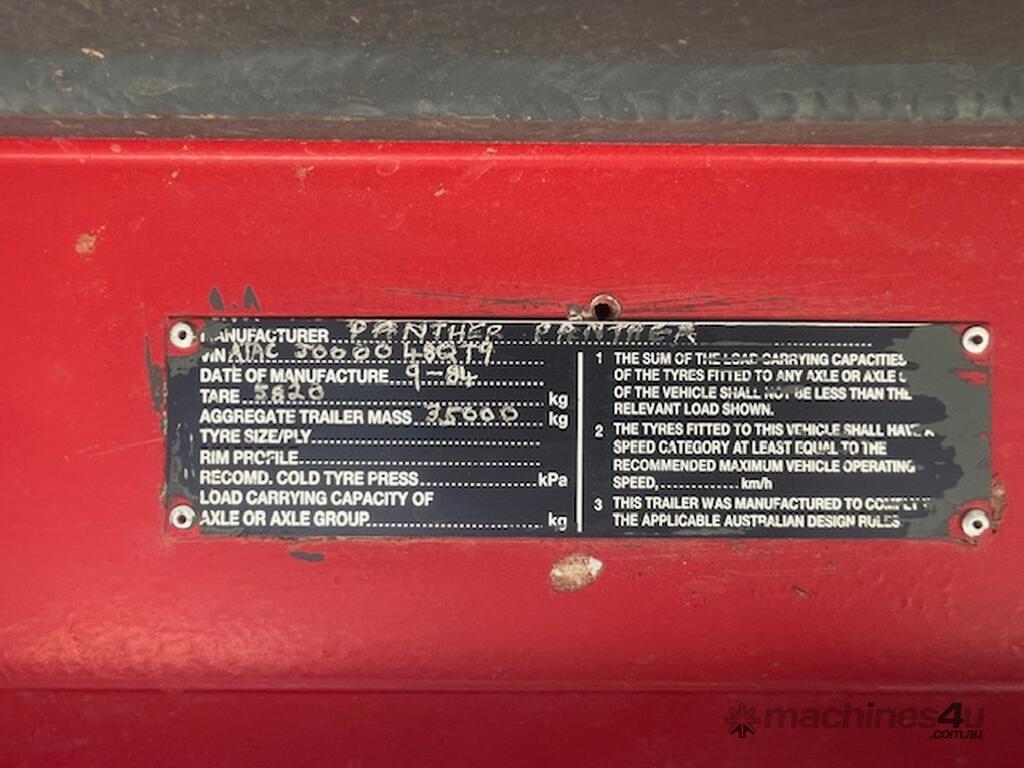 MANUFACTURER PANTHER PANTHER
VIN
DATE OF MANUFACTURE 9-84
TARE 5820 kg
AGGREGATE TRAILER MASS 35000 kg
TYRE SIZE/PLY
RIM PROFILE
RECOMD. COLD TYRE PRESS kPa
LOAD CARRYING CAPACITY OF
AXLE OR AXLE GROUP kg
1 THE SUM OF THE LOAD CARRYING CAPACITIES
OF THE TYRES FITTED TO ANY AXLE OR AXLE
OF THE VEHICLE SHALL NOT BE LESS THAN THE
RELEVANT LOAD SHOWN.
2 THE TYRES FITTED TO THIS VEHICLE SHALL HAVE A
SPEED CATEGORY AT LEAST EQUAL TO THE
RECOMMENDED MAXIMUM VEHICLE OPERATING
SPEED, km/h
3 THIS TRAILER WAS MANUFACTURED TO COMPLY
THE APPLICABLE AUSTRALIAN DESIGN RULES
machines4u
.com.au